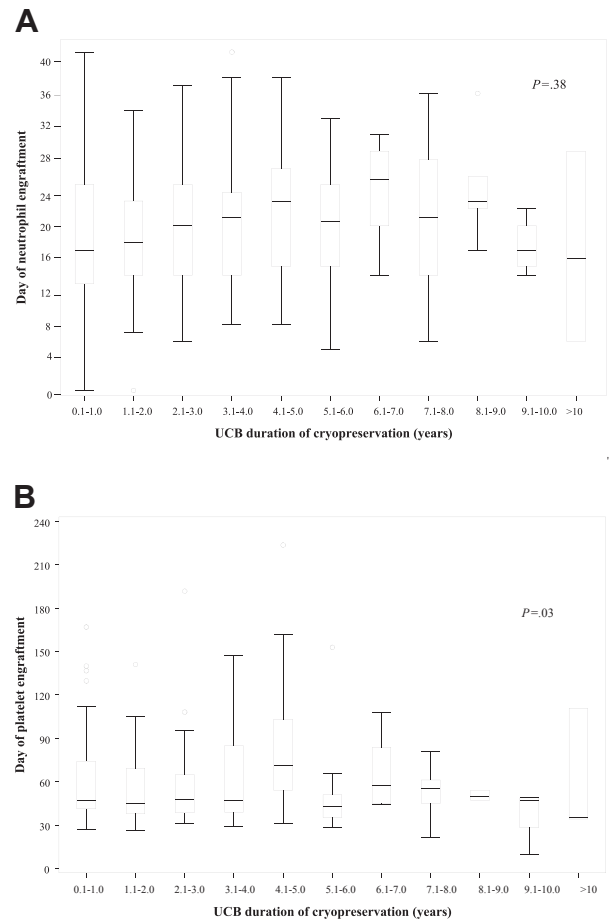 A
40
36
32
28
24
20
16
12
8
4
0
Day of neutrophil engraftment
P=.38
0.1-1.0 1.1-2.0 2.1-3.0 3.1-4.0 4.1-5.0 5.1-6.0 6.1-7.0 7.1-8.0 8.1-9.0 9.1-10.0 >10
UCB duration of cryopreservation (years)
B
240
210
180
150
120
90
60
30
0
Day of platelet engraftment
P=.03
0.1-1.0 1.1-2.0 2.1-3.0 3.1-4.0 4.1-5.0 5.1-6.0 6.1-7.0 7.1-8.0 8.1-9.0 9.1-10.0 >10
UCB duration of cryopreservation (years)